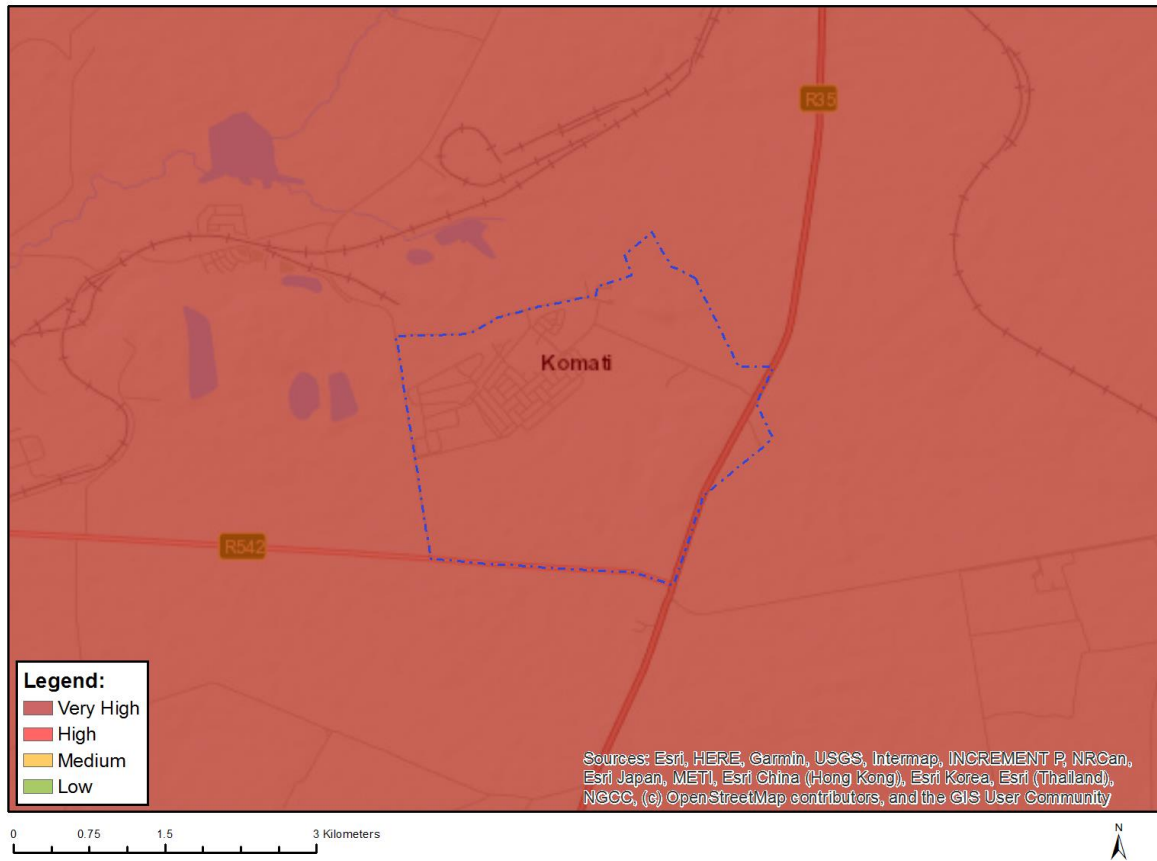 R35
Komati
R542
Legend:
Very High
High
Medium
Low
Sources: Esri, HERE, Garmin, USGS, Intermap, INCREMENT P, NRCan,
Esri Japan, METI, Esri China (Hong Kong), Esri Korea, Esri (Thailand),
NGCC, (c) OpenStreetMap contributors, and the GIS User Community
0 0.75 1.5 3 Kilometers
N